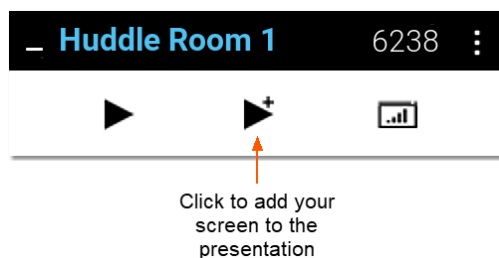 Huddle Room 1 6238
Click to add your
screen to the
presentation